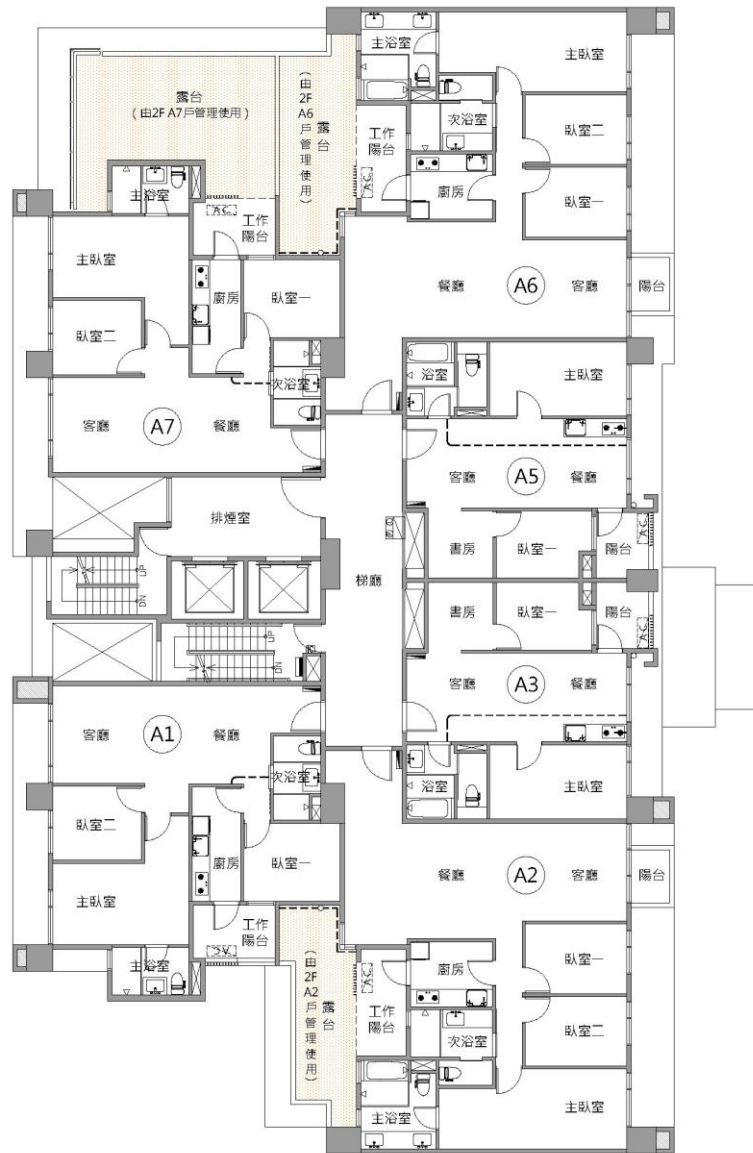 主浴室
主臥室
露台
(由2F A7戶管理使用)
(由2F A6戶管理使用)
露台
工作
陽台
A.C.
次浴室
臥室二
廚房
臥室一
主浴室
A.C.
工作
陽台
主臥室
廚房
臥室一
餐廳
A6
客廳
陽台
臥室二
次浴室
浴室
主臥室
客廳
A7
餐廳
客廳
A5
餐廳
排煙室
書房
臥室一
陽台
A.C.
UP
DN
梯廳
書房
臥室一
陽台
A.C.
UP
DN
客廳
A3
餐廳
客廳
A1
餐廳
次浴室
浴室
主臥室
臥室二
廚房
臥室一
餐廳
A2
客廳
陽台
主臥室
工作
陽台
主浴室
(由2F A2戶管理使用)
露台
A.C.
工作
陽台
廚房
臥室一
次浴室
臥室二
主浴室
主臥室